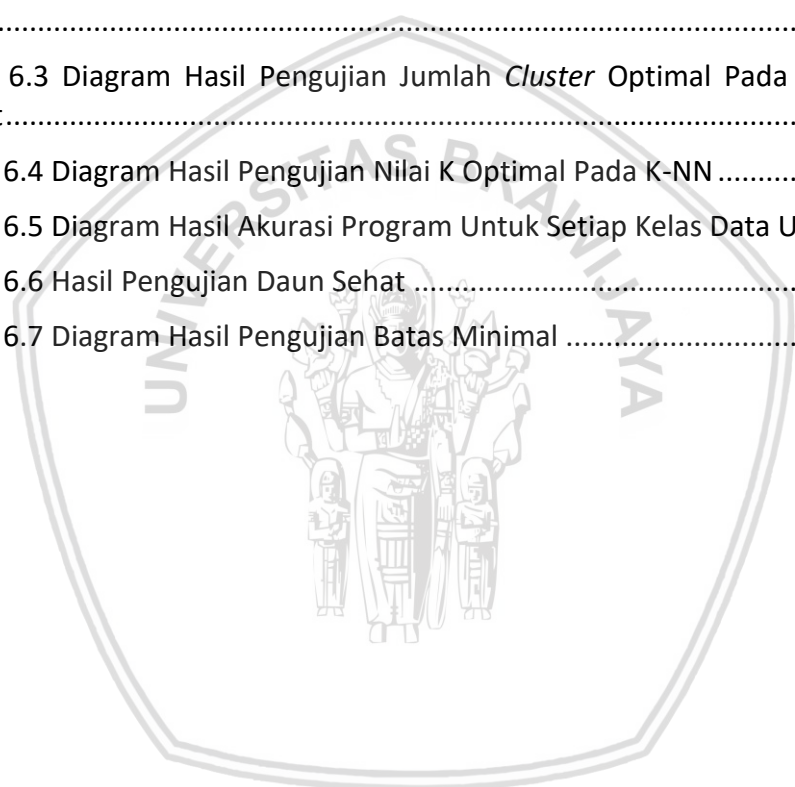 ................................................................................
6.3 Diagram Hasil Pengujian Jumlah Cluster Optimal Pada
................................................................................
6.4 Diagram Hasil Pengujian Nilai K Optimal Pada K-NN ..........
6.5 Diagram Hasil Akurasi Program Untuk Setiap Kelas Data U
6.6 Hasil Pengujian Daun Sehat ................................................
6.7 Diagram Hasil Pengujian Batas Minimal .............................
UNIVERSITAS BRAWIJAYA